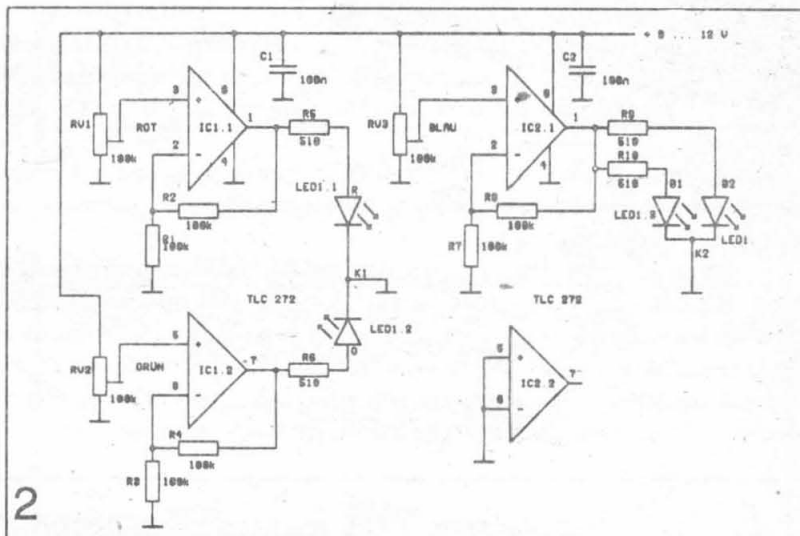 + 8 ... 12 V
C1
100n
C2
100n
RV1
100k
ROT
3
2
8
4
1
IC1.1
R5
510
R2
100k
R1
100k
LED1.1
R
K1
LED1.2
G
TLC 272
RV2
100k
GRÜN
5
6
7
IC1.2
R6
510
R4
100k
R3
100k
RV3
100k
BLAU
3
2
8
4
1
IC2.1
R9
510
R10
510
R8
100k
R7
100k
B1
B2
LED1.3
LED1.
K2
TLC 272
5
6
7
IC2.2
2